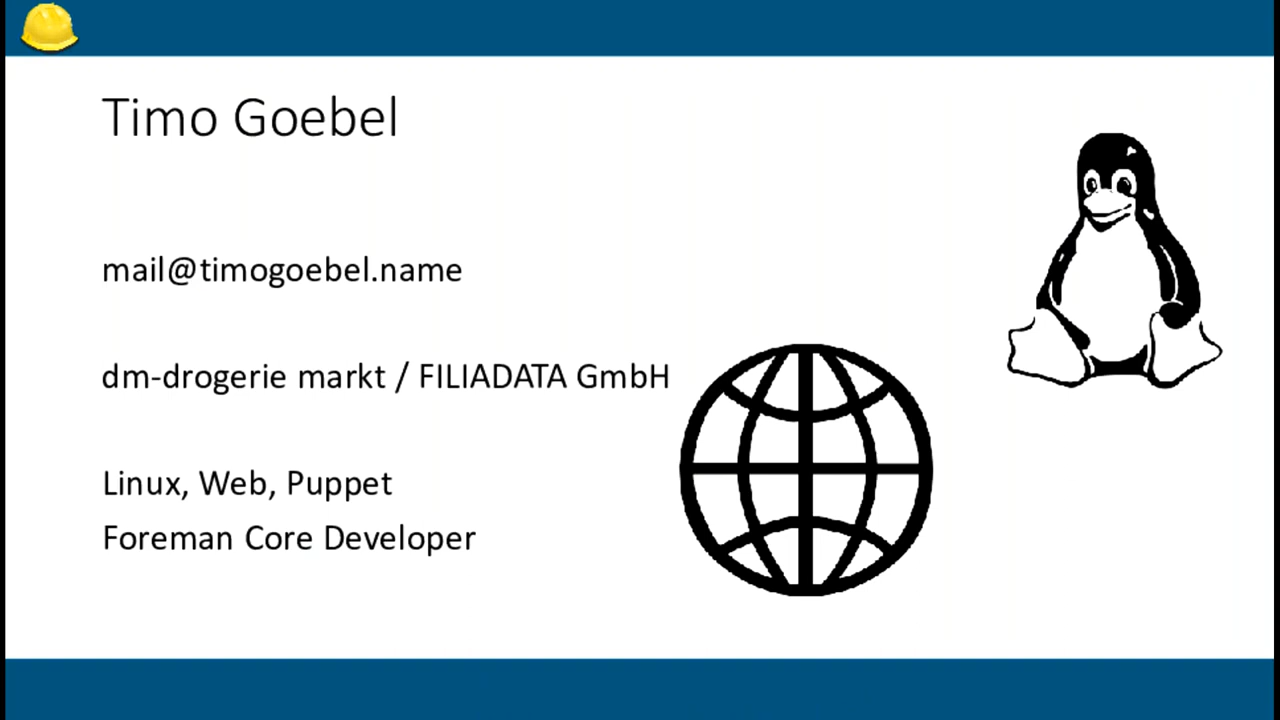 Timo Goebel
mail@timogoebel.name
dm-drogerie markt / FILIADATA GmbH
Linux, Web, Puppet
Foreman Core Developer